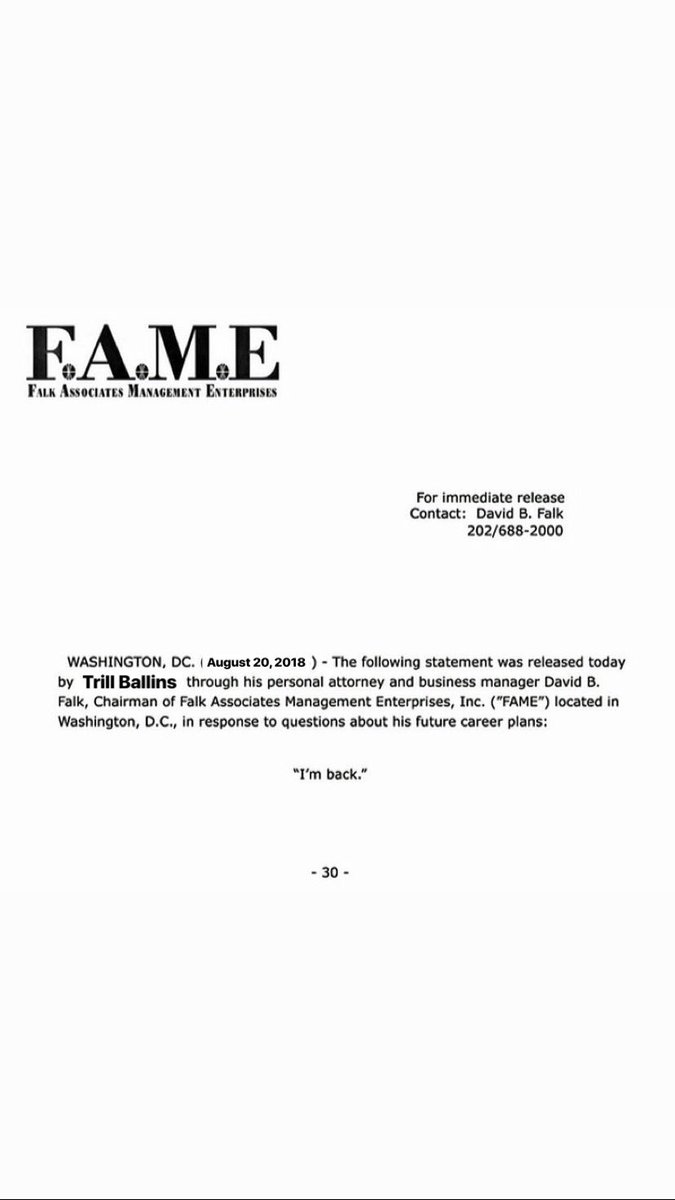 F.A.M.E
FALK ASSOCIATES MANAGEMENT ENTERPRISES
For immediate release
Contact: David B. Falk
202/688-2000
WASHINGTON, DC. ( August 20, 2018 ) - The following statement was released today
by Trill Ballins through his personal attorney and business manager David B.
Falk, Chairman of Falk Associates Management Enterprises, Inc. ("FAME") located in
Washington, D.C., in response to questions about his future career plans:
"I'm back."
- 30 -